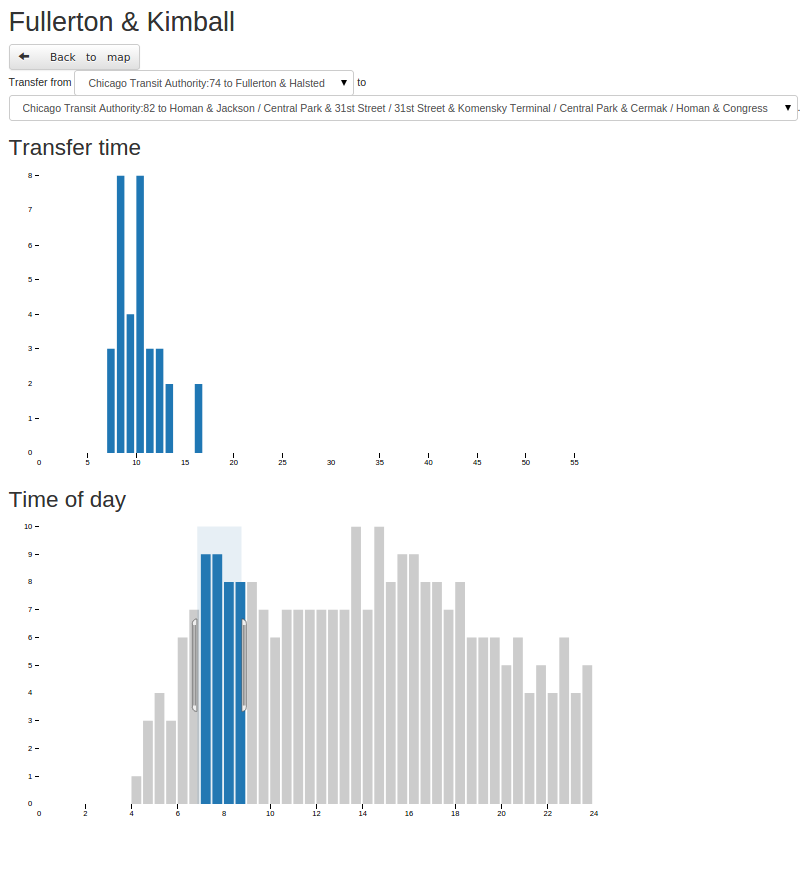 Fullerton & Kimball
Back to map
Transfer from Chicago Transit Authority:74 to Fullerton & Halsted to
Chicago Transit Authority:82 to Homan & Jackson / Central Park & 31st Street / 31st Street & Komensky Terminal / Central Park & Cermak / Homan & Congress .
Transfer time
8
7
6
5
4
3
2
1
0
0 5 10 15 20 25 30 35 40 45 50 55
Time of day
10
9
8
7
6
5
4
3
2
1
0
0 2 4 6 8 10 12 14 16 18 20 22 24